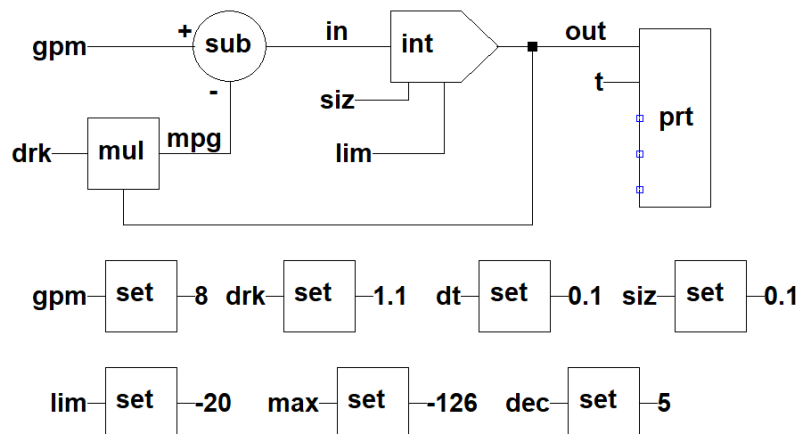 gpm + sub in int out
- siz t
drk mul mpg lim prt
gpm set 8 drk set 1.1 dt set 0.1 siz set 0.1
lim set -20 max set -126 dec set 5